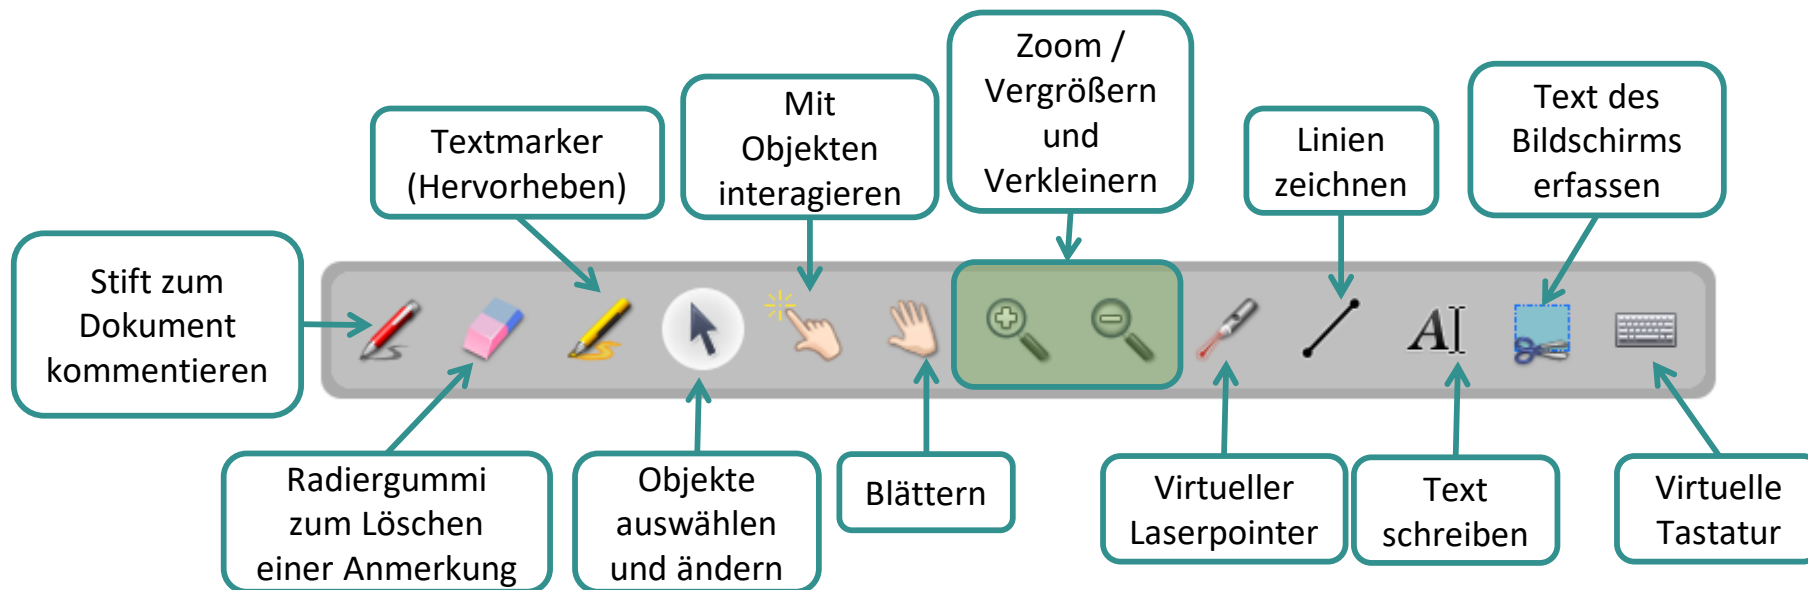 Zoom /
Vergrößern
und
Verkleinern
Mit
Objekten
interagieren
Text des
Bildschirms
erfassen
Textmarker
(Hervorheben)
Linien
zeichnen
Stift zum
Dokument
kommentieren
A
Radiergummi
zum Löschen
einer Anmerkung
Objekte
auswählen
und ändern
Blättern
Virtueller
Laserpointer
Text
schreiben
Virtuelle
Tastatur